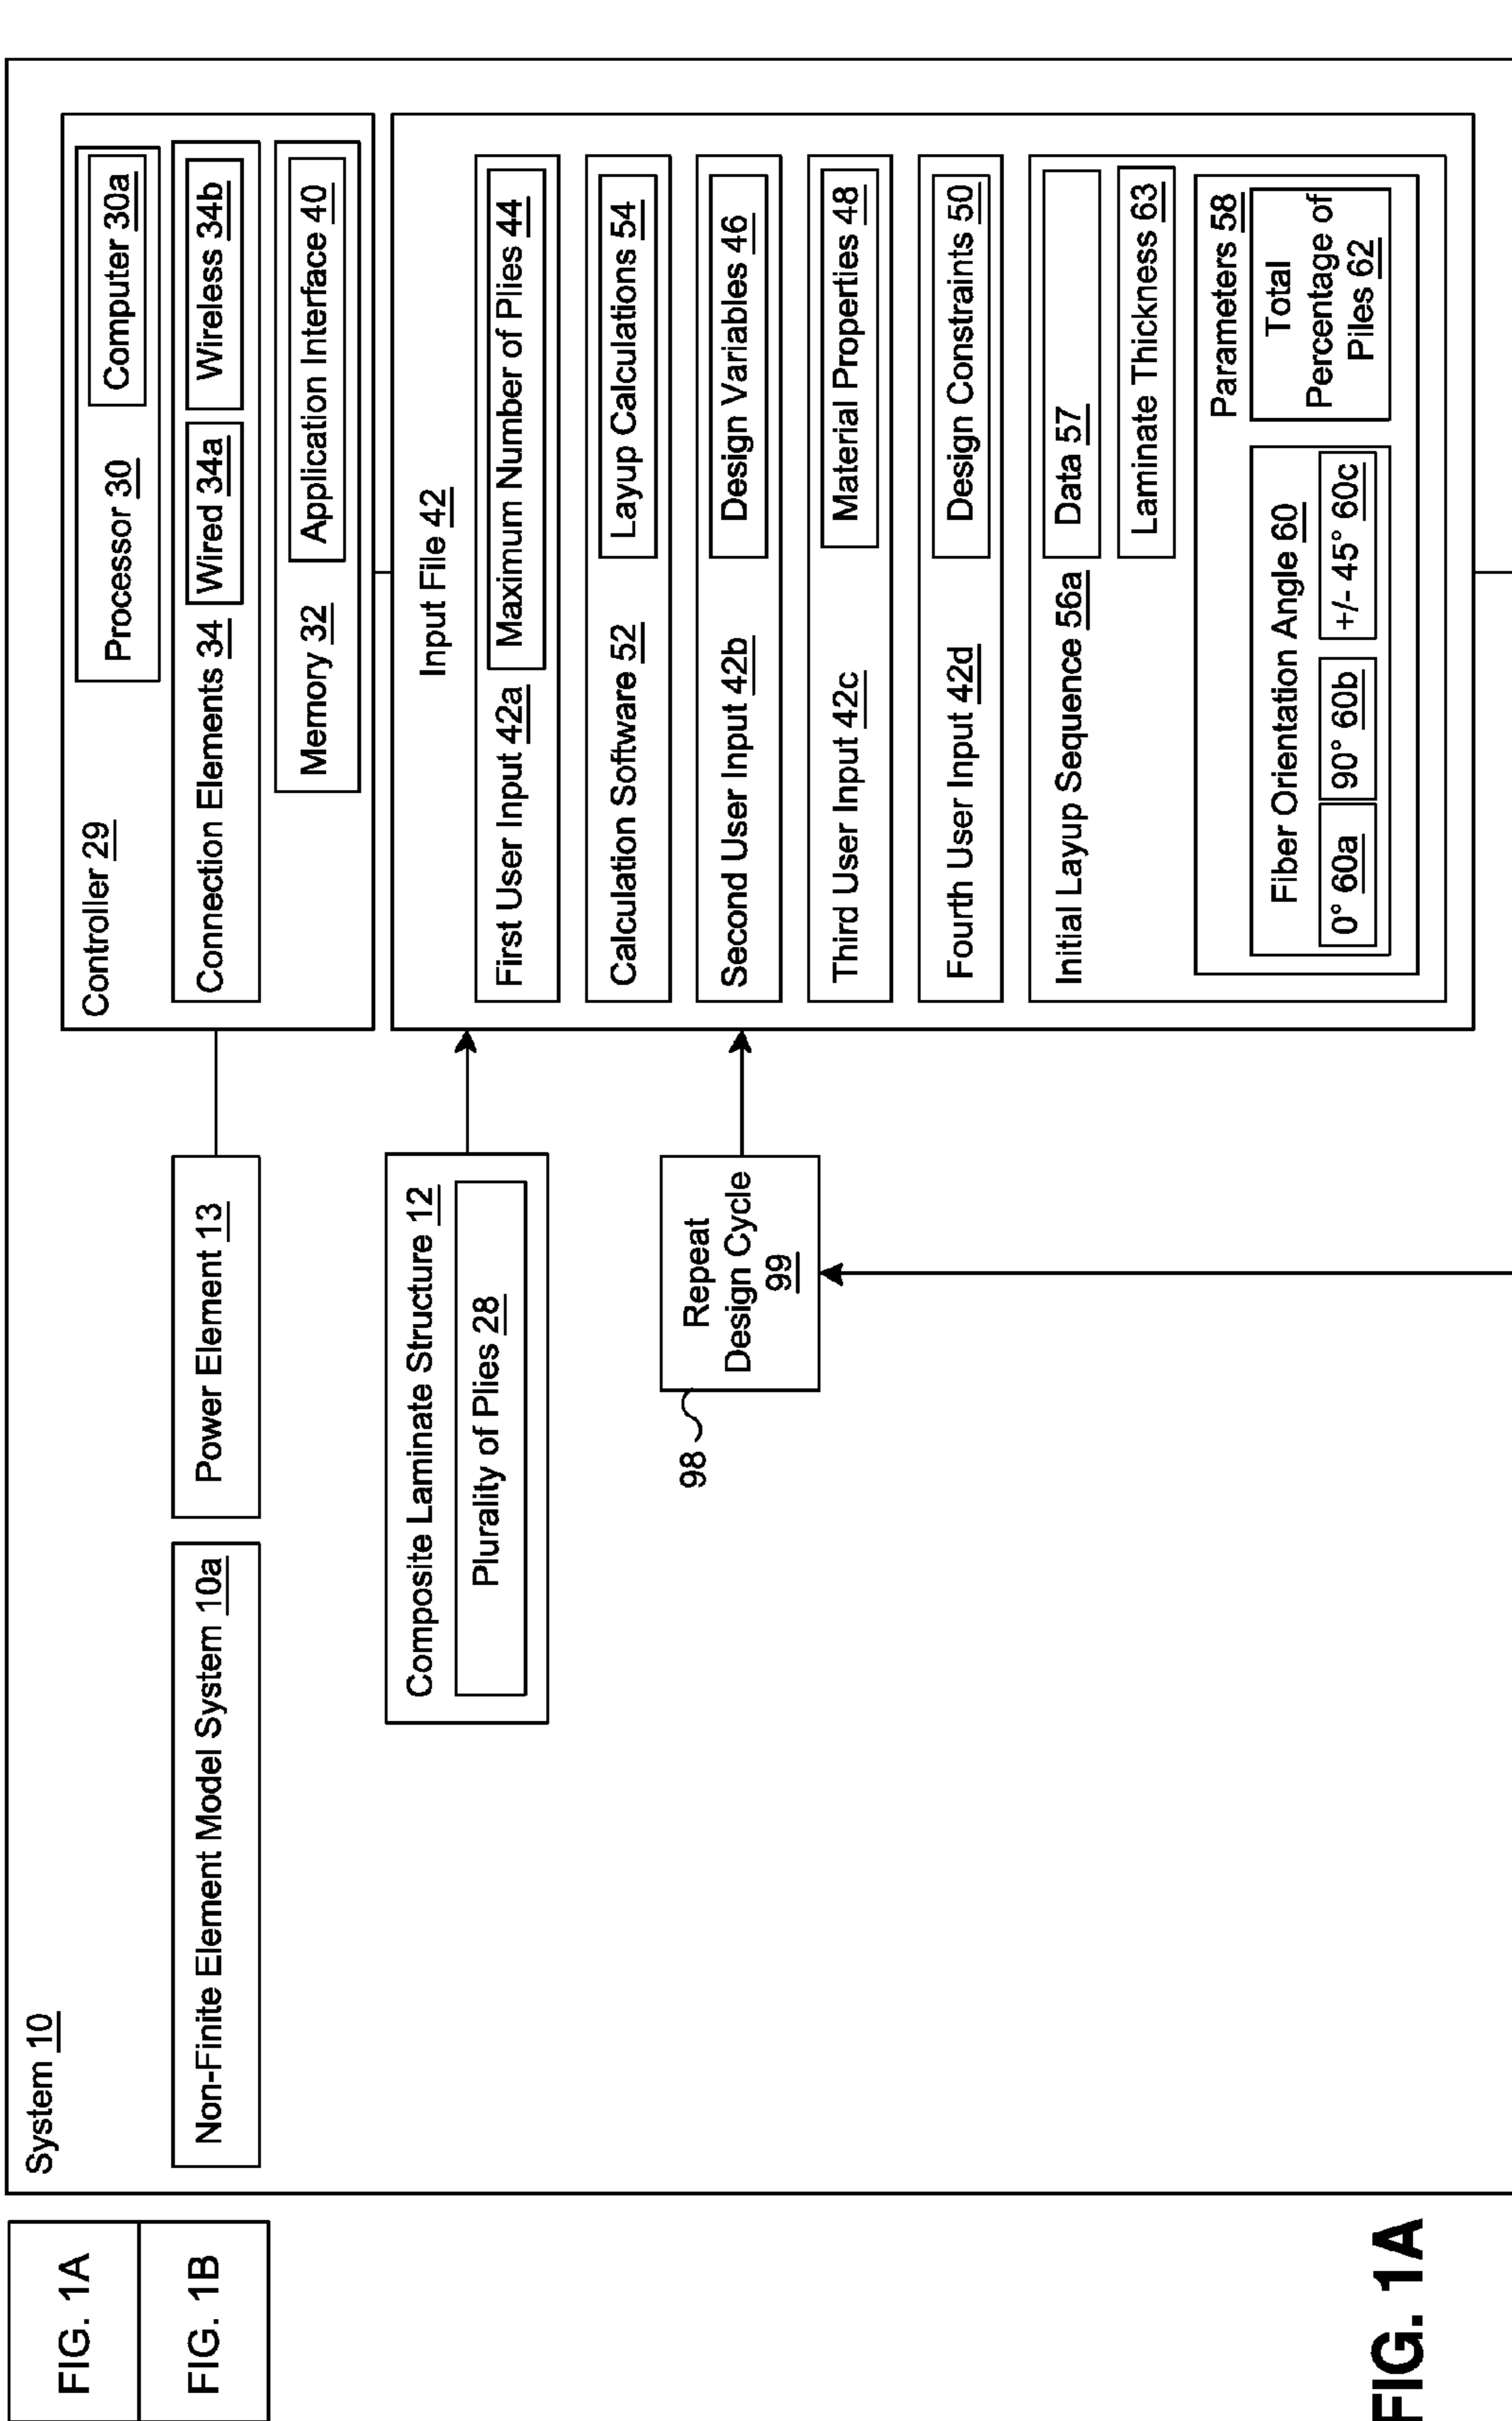 FIG. 1A
FIG. 1B
System 10
Non-Finite Element Model System 10a
Power Element 13
Controller 29
Processor 30
Computer 30a
Connection Elements 34
Wired 34a
Wireless 34b
Memory 32
Application Interface 40
Composite Laminate Structure 12
Plurality of Plies 28
Input File 42
First User Input 42a
Maximum Number of Plies 44
Calculation Software 52
Layup Calculations 54
Repeat
Design Cycle
99
98
Second User Input 42b
Design Variables 46
Third User Input 42c
Material Properties 48
Fourth User Input 42d
Design Constraints 50
Initial Layup Sequence 56a
Data 57
Laminate Thickness 63
Parameters 58
Fiber Orientation Angle 60
0° 60a
90° 60b
+/- 45° 60c
Total
Percentage of
Piles 62
FIG. 1A